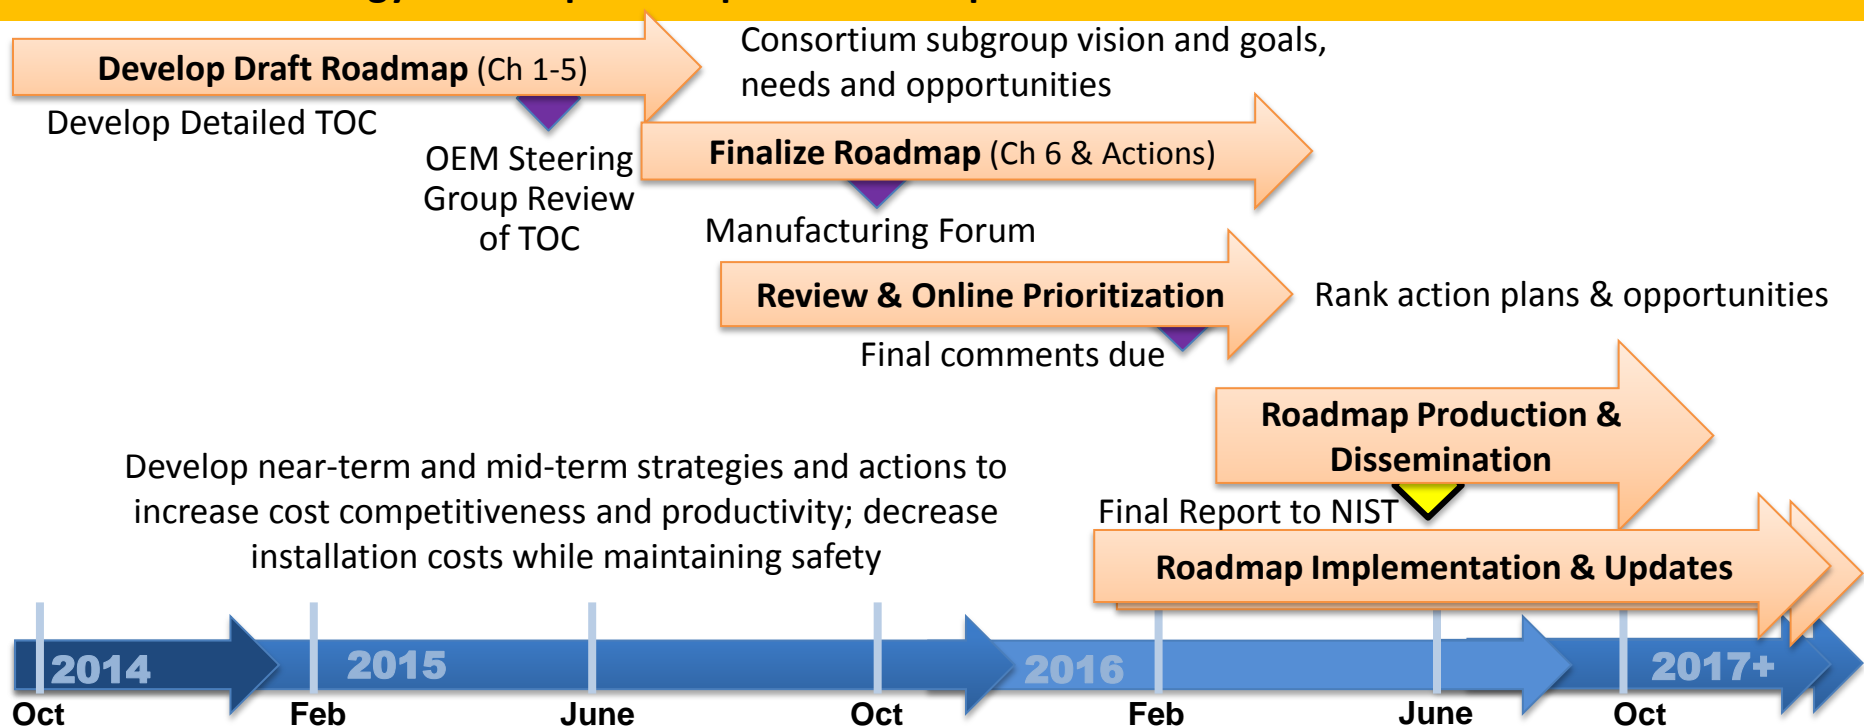 Develop Draft Roadmap (Ch 1-5)
Consortium subgroup vision and goals,
needs and opportunities
Develop Detailed TOC
OEM Steering
Group Review
of TOC
Finalize Roadmap (Ch 6 & Actions)
Manufacturing Forum
Review & Online Prioritization
Rank action plans & opportunities
Final comments due
Roadmap Production &
Dissemination
Develop near-term and mid-term strategies and actions to
increase cost competitiveness and productivity; decrease
installation costs while maintaining safety
Final Report to NIST
Roadmap Implementation & Updates
2014
2015
2016
2017+
Oct
Feb
June
Oct
Feb
June
Oct